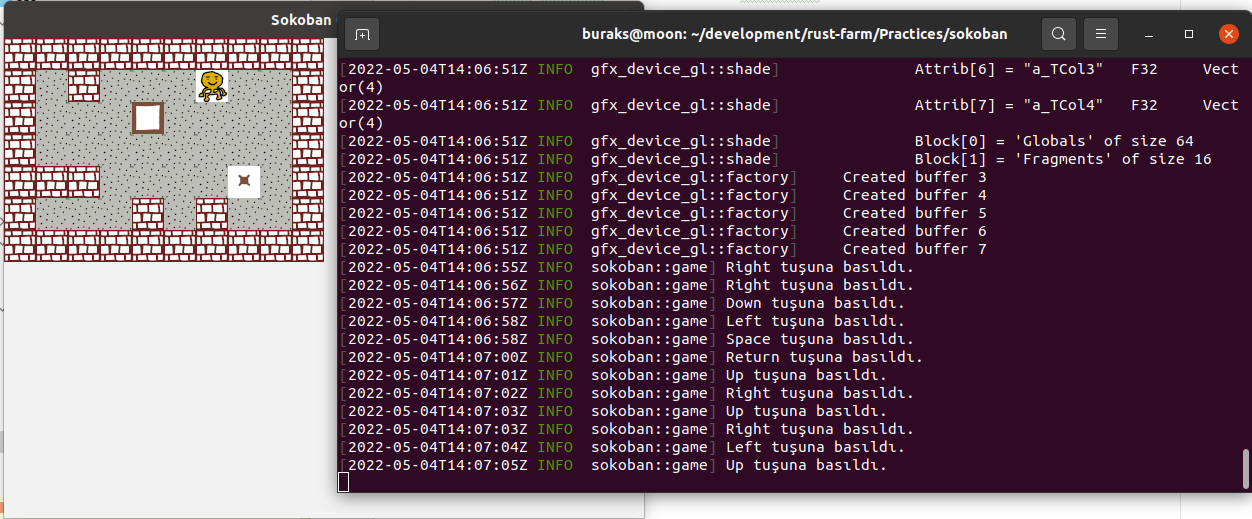 Sokoban
buraks@moon: ~/development/rust-farm/Practices/sokoban
[2022-05-04T14:06:51Z INFO  gfx_device_gl::shade]               Attrib[6] = "a_TCol3"   F32     Vect
or(4)
[2022-05-04T14:06:51Z INFO  gfx_device_gl::shade]               Attrib[7] = "a_TCol4"   F32     Vect
or(4)
[2022-05-04T14:06:51Z INFO  gfx_device_gl::shade]               Block[0] = 'Globals' of size 64
[2022-05-04T14:06:51Z INFO  gfx_device_gl::shade]               Block[1] = 'Fragments' of size 16
[2022-05-04T14:06:51Z INFO  gfx_device_gl::factory]     Created buffer 3
[2022-05-04T14:06:51Z INFO  gfx_device_gl::factory]     Created buffer 4
[2022-05-04T14:06:51Z INFO  gfx_device_gl::factory]     Created buffer 5
[2022-05-04T14:06:51Z INFO  gfx_device_gl::factory]     Created buffer 6
[2022-05-04T14:06:51Z INFO  gfx_device_gl::factory]     Created buffer 7
[2022-05-04T14:06:55Z INFO  sokoban::game] Right tuşuna basıldı.
[2022-05-04T14:06:56Z INFO  sokoban::game] Right tuşuna basıldı.
[2022-05-04T14:06:57Z INFO  sokoban::game] Down tuşuna basıldı.
[2022-05-04T14:06:58Z INFO  sokoban::game] Left tuşuna basıldı.
[2022-05-04T14:06:58Z INFO  sokoban::game] Space tuşuna basıldı.
[2022-05-04T14:07:00Z INFO  sokoban::game] Return tuşuna basıldı.
[2022-05-04T14:07:01Z INFO  sokoban::game] Up tuşuna basıldı.
[2022-05-04T14:07:02Z INFO  sokoban::game] Right tuşuna basıldı.
[2022-05-04T14:07:03Z INFO  sokoban::game] Up tuşuna basıldı.
[2022-05-04T14:07:03Z INFO  sokoban::game] Right tuşuna basıldı.
[2022-05-04T14:07:04Z INFO  sokoban::game] Left tuşuna basıldı.
[2022-05-04T14:07:05Z INFO  sokoban::game] Up tuşuna basıldı.